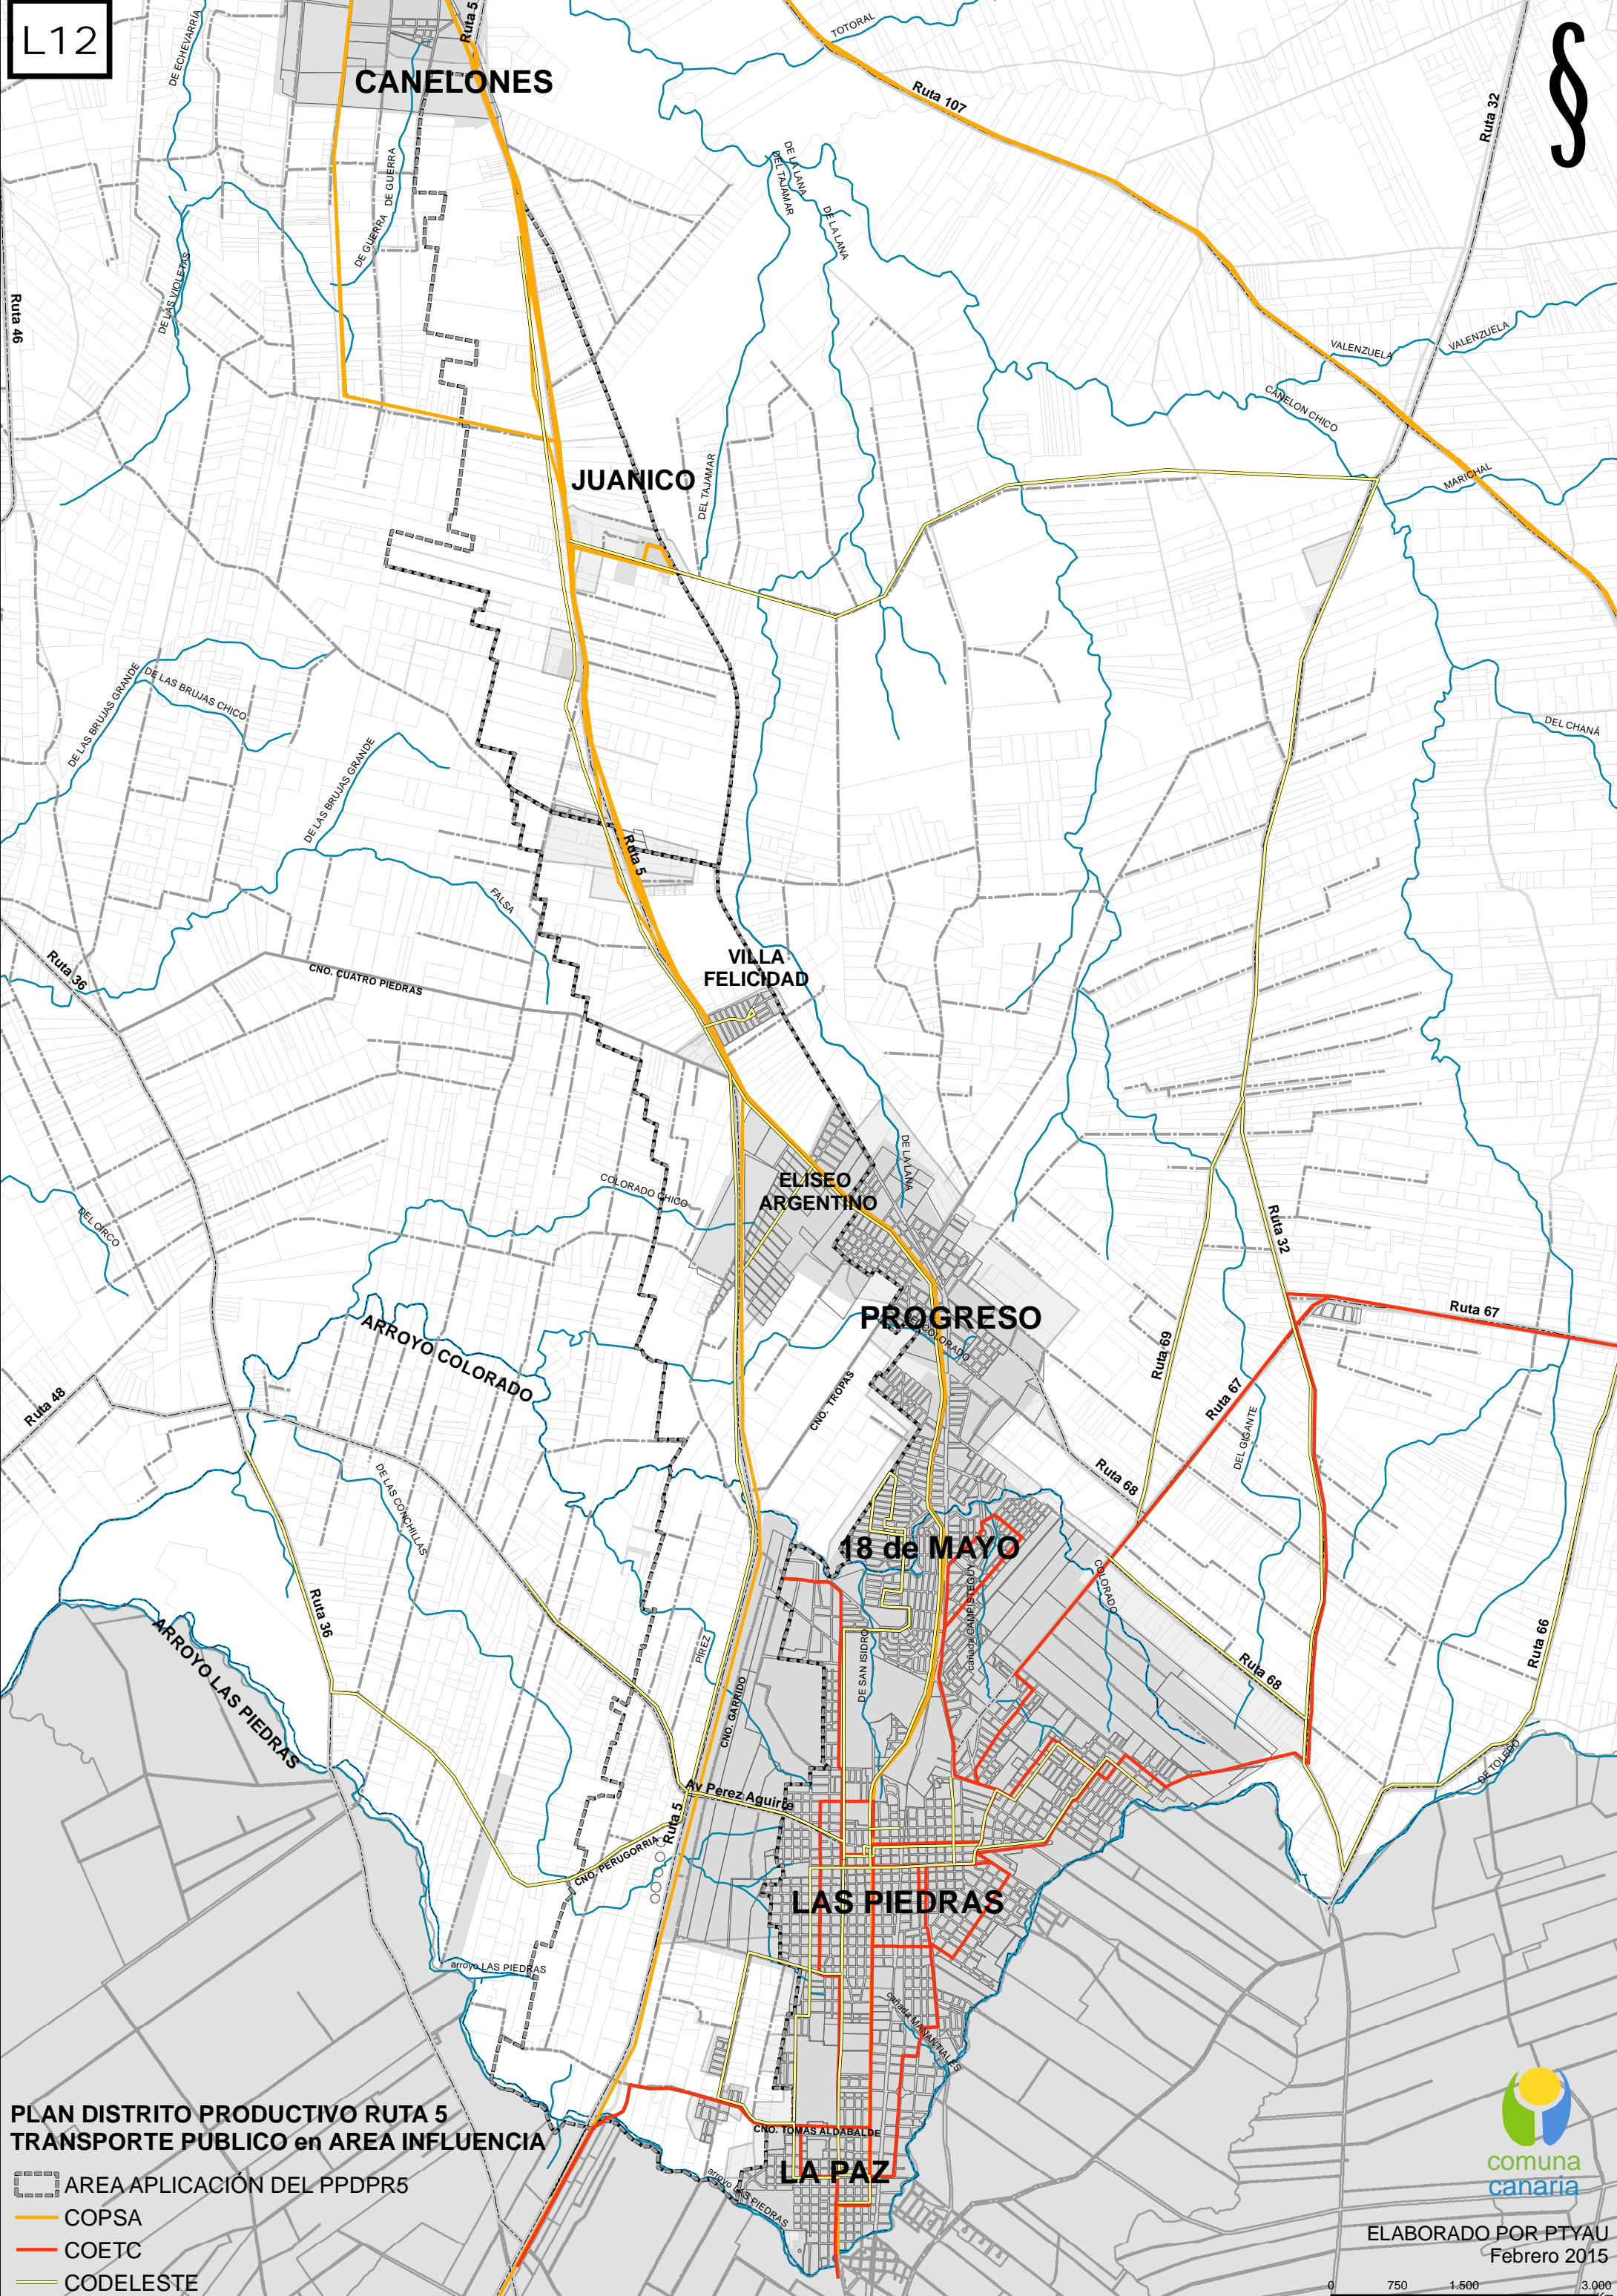 L12
§
CANELONES
Ruta 5
DE ECHEVARRÍA
TOTORAL
Ruta 107
Ruta 32
DE GUERRA
DE GUERRA
DE LA LANA
DEL TAJAMAR
DE LA LANA
DE LAS VIOLETAS
Ruta 46
VALENZUELA
VALENZUELA
CANELON CHICO
MARICHAL
JUANICO
DEL TAJAMAR
DE LAS BRUJAS GRANDE
DE LAS BRUJAS CHICO
DEL CHANÁ
DE LAS BRUJAS GRANDE
Ruta 5
FALSA
VILLA
FELICIDAD
Ruta 36
CNO. CUATRO PIEDRAS
DE LA LANA
ELISEO
ARGENTINO
COLORADO CHICO
DEL CIRCO
Ruta 32
PROGRESO
Ruta 67
ARROYO COLORADO
COLORADO
Ruta 69
CNO. TROPAS
Ruta 67
Ruta 48
DEL GIGANTE
Ruta 68
DE LAS CONCHILLAS
18 de MAYO
COLORADO
Ruta 36
cañada CAMPISTEGUY
ARROYO LAS PIEDRAS
PIREZ
DE SAN ISIDRO
Ruta 66
Ruta 68
CNO. GARRIDO
DE TOLEDO
Av Perez Aguirre
Ruta 5
CNO. PERUGORRIA
LAS PIEDRAS
arroyo LAS PIEDRAS
cañada MANANTIALES
CNO. TOMAS ALDABALDE
LA PAZ
arroyo LAS PIEDRAS
PLAN DISTRITO PRODUCTIVO RUTA 5
TRANSPORTE PUBLICO en AREA INFLUENCIA
AREA APLICACIÓN DEL PPDPR5
COPSA
COETC
CODELESTE
comuna
canaria
ELABORADO POR PTYAU
Febrero 2015
0 750 1.500 3.000